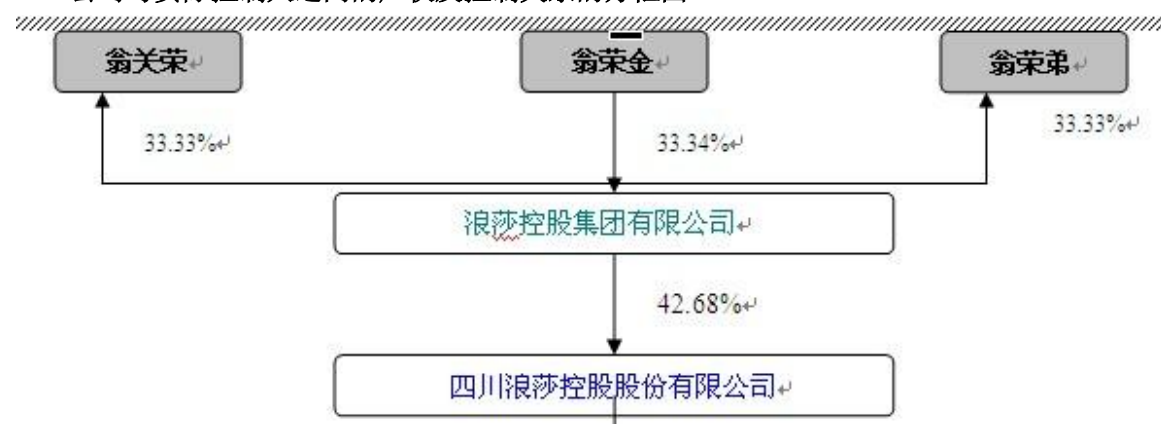 翁关荣
翁荣金
翁荣弟
33.33%
33.34%
33.33%
浪莎控股集团有限公司
42.68%
四川浪莎控股股份有限公司